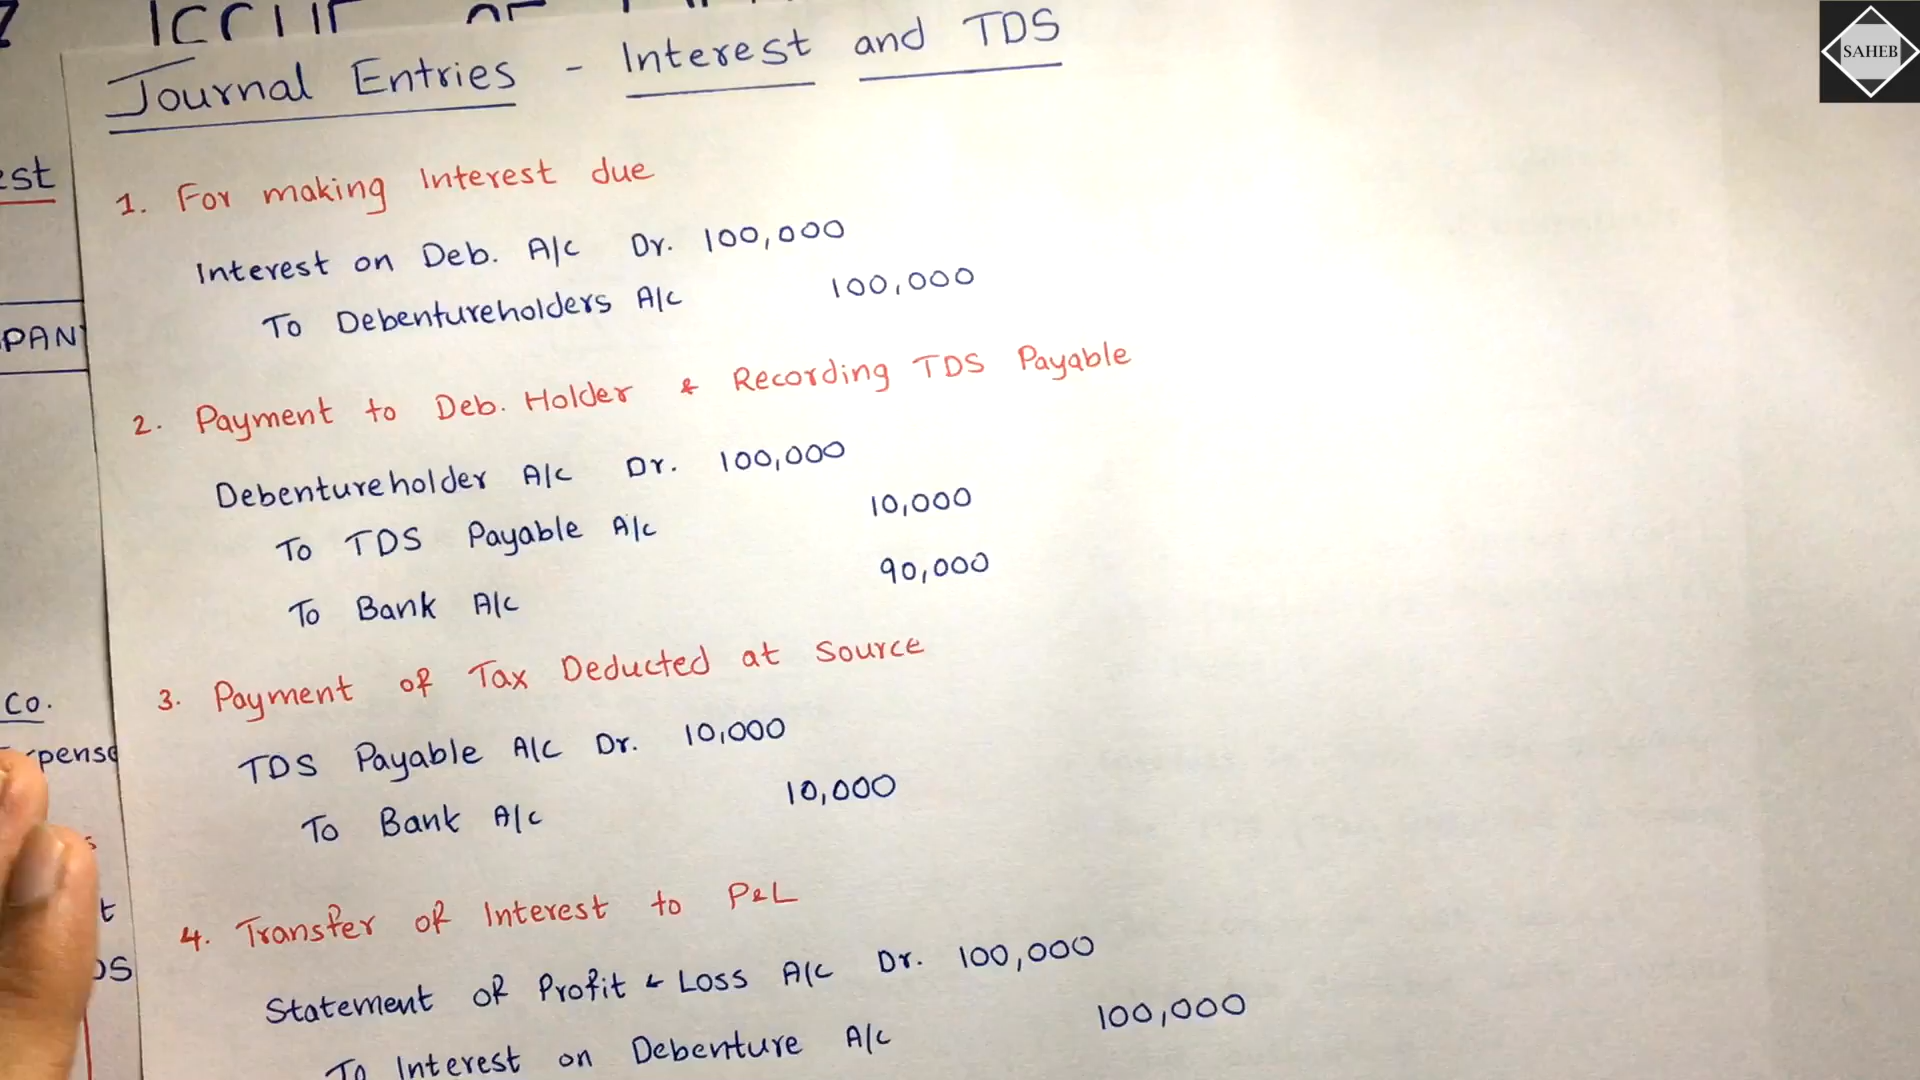 SAHEB
Journal Entries - Interest and TDS
est
1. For making Interest due
Interest on Deb. A/c Dr. 100,000
To Debentureholders A/c 100,000
PAN
2. Payment to Deb. Holder & Recording TDS Payable
Debentureholder A/c Dr. 100,000
To TDS Payable A/c 10,000
To Bank A/c 90,000
3. Payment of Tax Deducted at Source
Co.
TDS Payable A/c Dr. 10,000
pense
To Bank A/c 10,000
4. Transfer of Interest to P&L
Statement of Profit & Loss A/c Dr. 100,000
To Interest on Debenture A/c 100,000